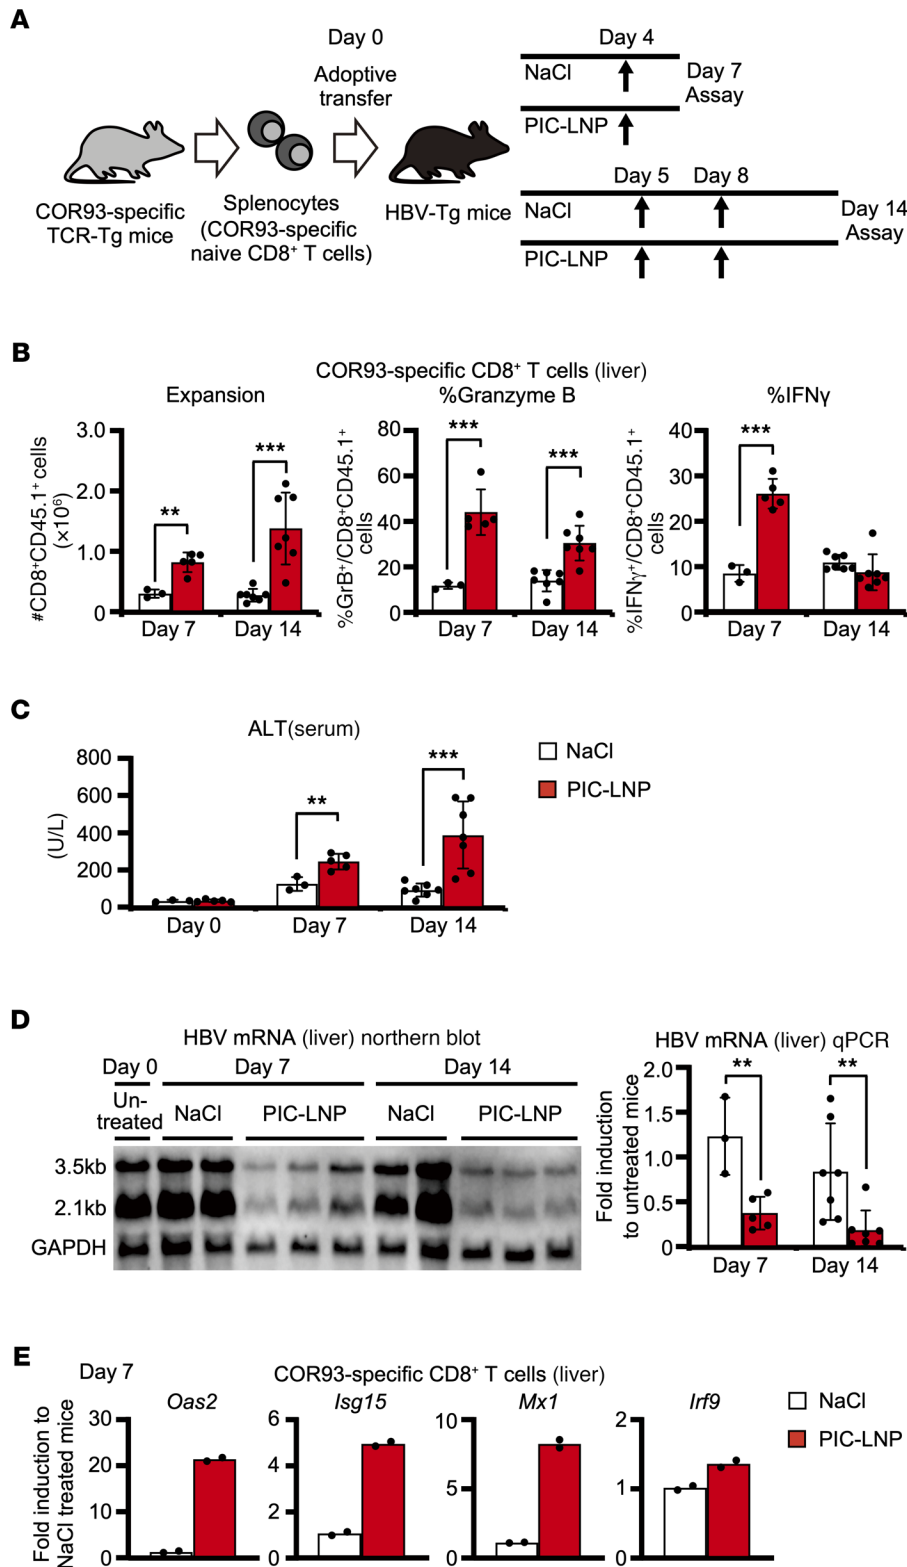 A
Day 0
Adoptive
transfer
COR93-specific
TCR-Tg mice
Splenocytes
(COR93-specific
naive CD8⁺ T cells)
HBV-Tg mice
Day 4
NaCl
PIC-LNP
Day 7
Assay
Day 5 Day 8
NaCl
PIC-LNP
Day 14
Assay
B
COR93-specific CD8⁺ T cells (liver)
Expansion
#CD8⁺CD45.1⁺ cells
(×10⁶)
3.0
2.0
1.0
0
**
***
Day 7 Day 14
%Granzyme B
%GrB⁺/CD8⁺CD45.1⁺
cells
80
60
40
20
0
***
***
Day 7 Day 14
%IFNγ
%IFNγ⁺/CD8⁺CD45.1⁺
cells
40
30
20
10
0
***
Day 7 Day 14
C
ALT(serum)
(U/L)
800
600
400
200
0
**
***
Day 0 Day 7 Day 14
NaCl
PIC-LNP
D
HBV mRNA (liver) northern blot
Day 0 Day 7 Day 14
Un-
treated NaCl PIC-LNP NaCl PIC-LNP
3.5kb
2.1kb
GAPDH
HBV mRNA (liver) qPCR
Fold induction
to untreated mice
2.0
1.5
1.0
0.5
0
**
**
Day 7 Day 14
E
Day 7
COR93-specific CD8⁺ T cells (liver)
Fold induction to
NaCl treated mice
Oas2
30
20
10
0
Isg15
6
4
2
0
Mx1
10
5
0
Irf9
2
1
0
NaCl
PIC-LNP